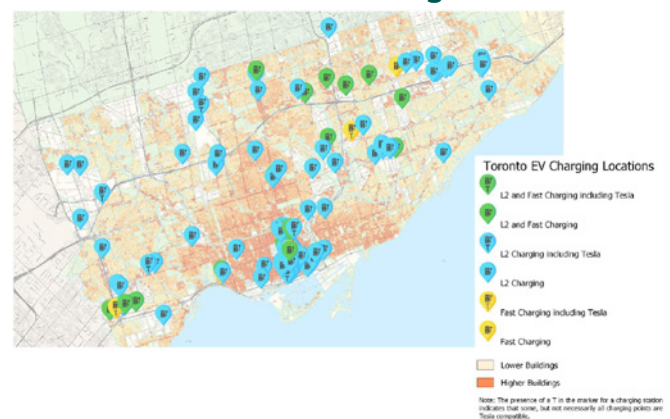 Toronto EV Charging Locations
L2 and Fast Charging including Tesla
L2 and Fast Charging
L2 Charging including Tesla
L2 Charging
Fast Charging including Tesla
Fast Charging
Lower Buildings
Higher Buildings
Note: The presence of a T in the marker for a charging station
indicates that some, but not necessarily all charging points are
Tesla compatible.